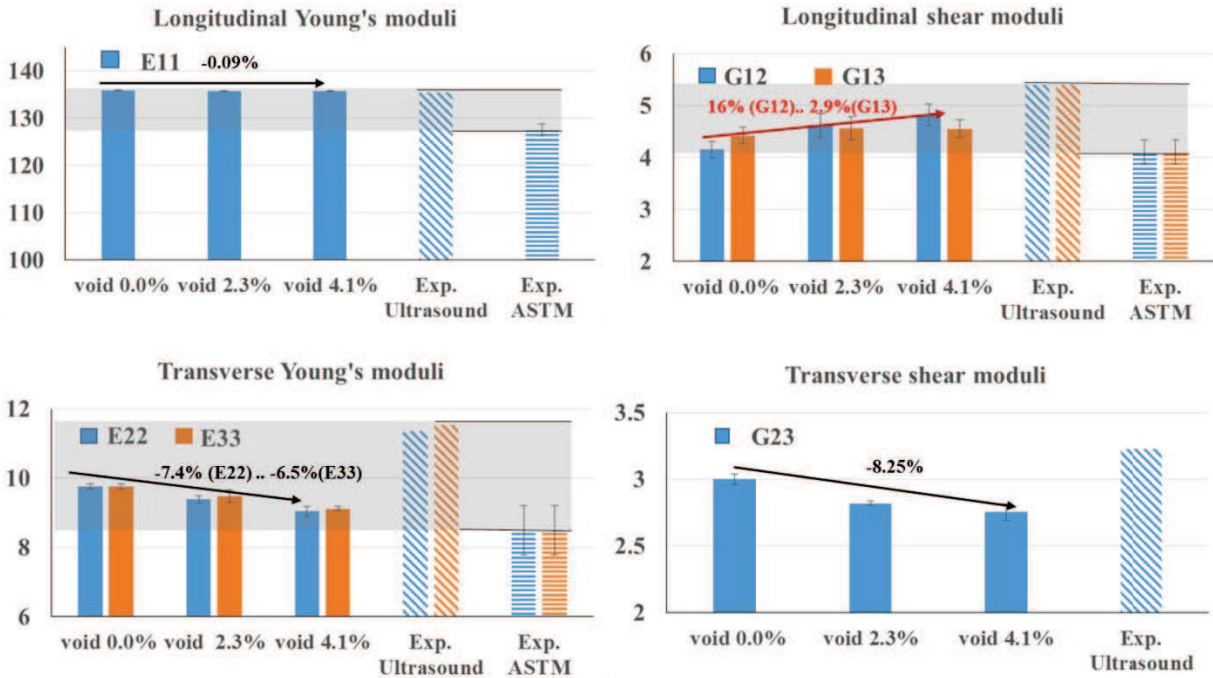 Longitudinal Young's moduli
E11 -0.09%
140
130
120
110
100
void 0.0% void 2.3% void 4.1% Exp. Exp.
Ultrasound ASTM
Longitudinal shear moduli
6
G12 G13
5
16% (G12).. 2.9%(G13)
4
3
2
void 0.0% void 2.3% void 4.1% Exp. Exp.
Ultrasound ASTM
Transverse Young's moduli
12
E22 E33
-7.4% (E22) .. -6.5%(E33)
10
8
6
void 0.0% void 2.3% void 4.1% Exp. Exp.
Ultrasound ASTM
Transverse shear moduli
3.5
G23
-8.25%
3
2.5
2
void 0.0% void 2.3% void 4.1% Exp.
Ultrasound